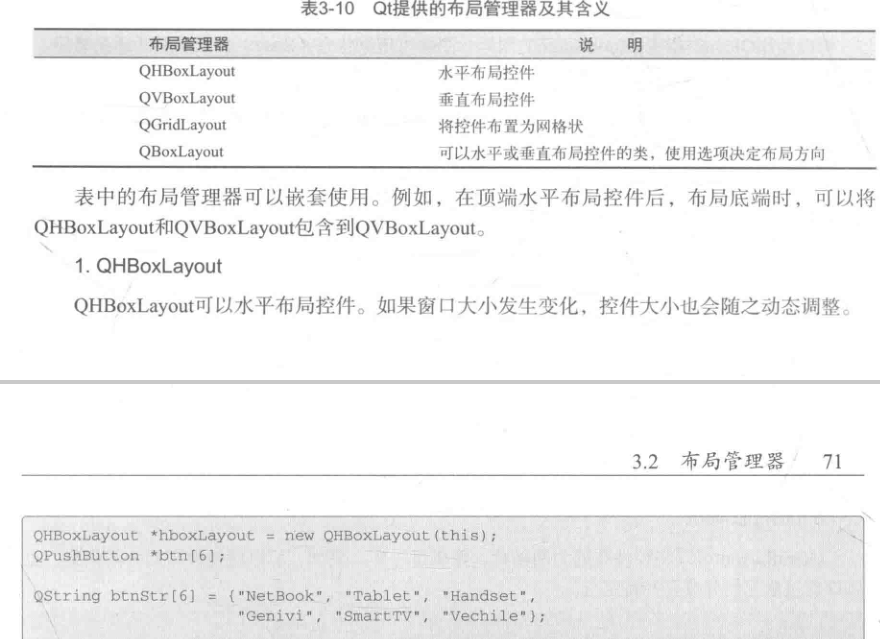 表3-10 Qt提供的布局管理器及其含义
布局管理器 说 明
QHBoxLayout 水平布局控件
QVBoxLayout 垂直布局控件
QGridLayout 将控件布置为网格状
QBoxLayout 可以水平或垂直布局控件的类，使用选项决定布局方向
表中的布局管理器可以嵌套使用。例如，在顶端水平布局控件后，布局底端时，可以将
QHBoxLayout和QVBoxLayout包含到QVBoxLayout。
1. QHBoxLayout
QHBoxLayout可以水平布局控件。如果窗口大小发生变化，控件大小也会随之动态调整。
3.2 布局管理器 71
QHBoxLayout *hboxLayout = new QHBoxLayout(this);
QPushButton *btn[6];
QString btnStr[6] = {"NetBook", "Tablet", "Handset",
"Genivi", "SmartTV", "Vechile"};